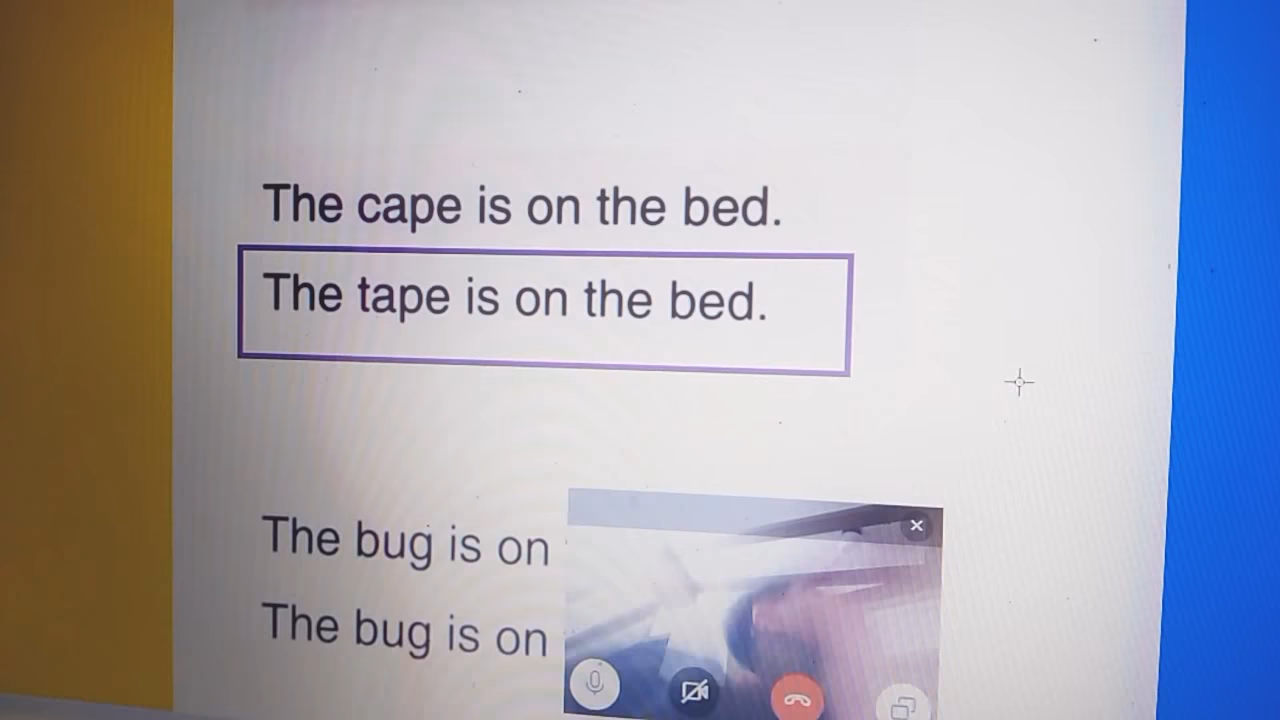 The cape is on the bed.
The tape is on the bed.
The bug is on
The bug is on